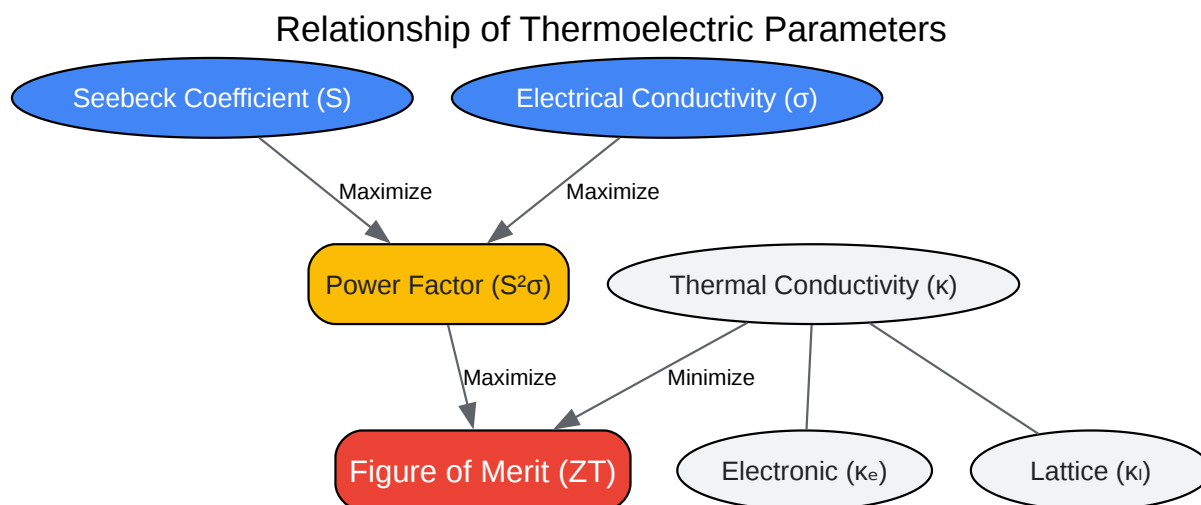 Relationship of Thermoelectric Parameters
Seebeck Coefficient (S)
Electrical Conductivity (σ)
Maximize
Maximize
Power Factor (S²σ)
Thermal Conductivity (κ)
Maximize
Minimize
Figure of Merit (ZT)
Electronic (κₑ)
Lattice (κₗ)